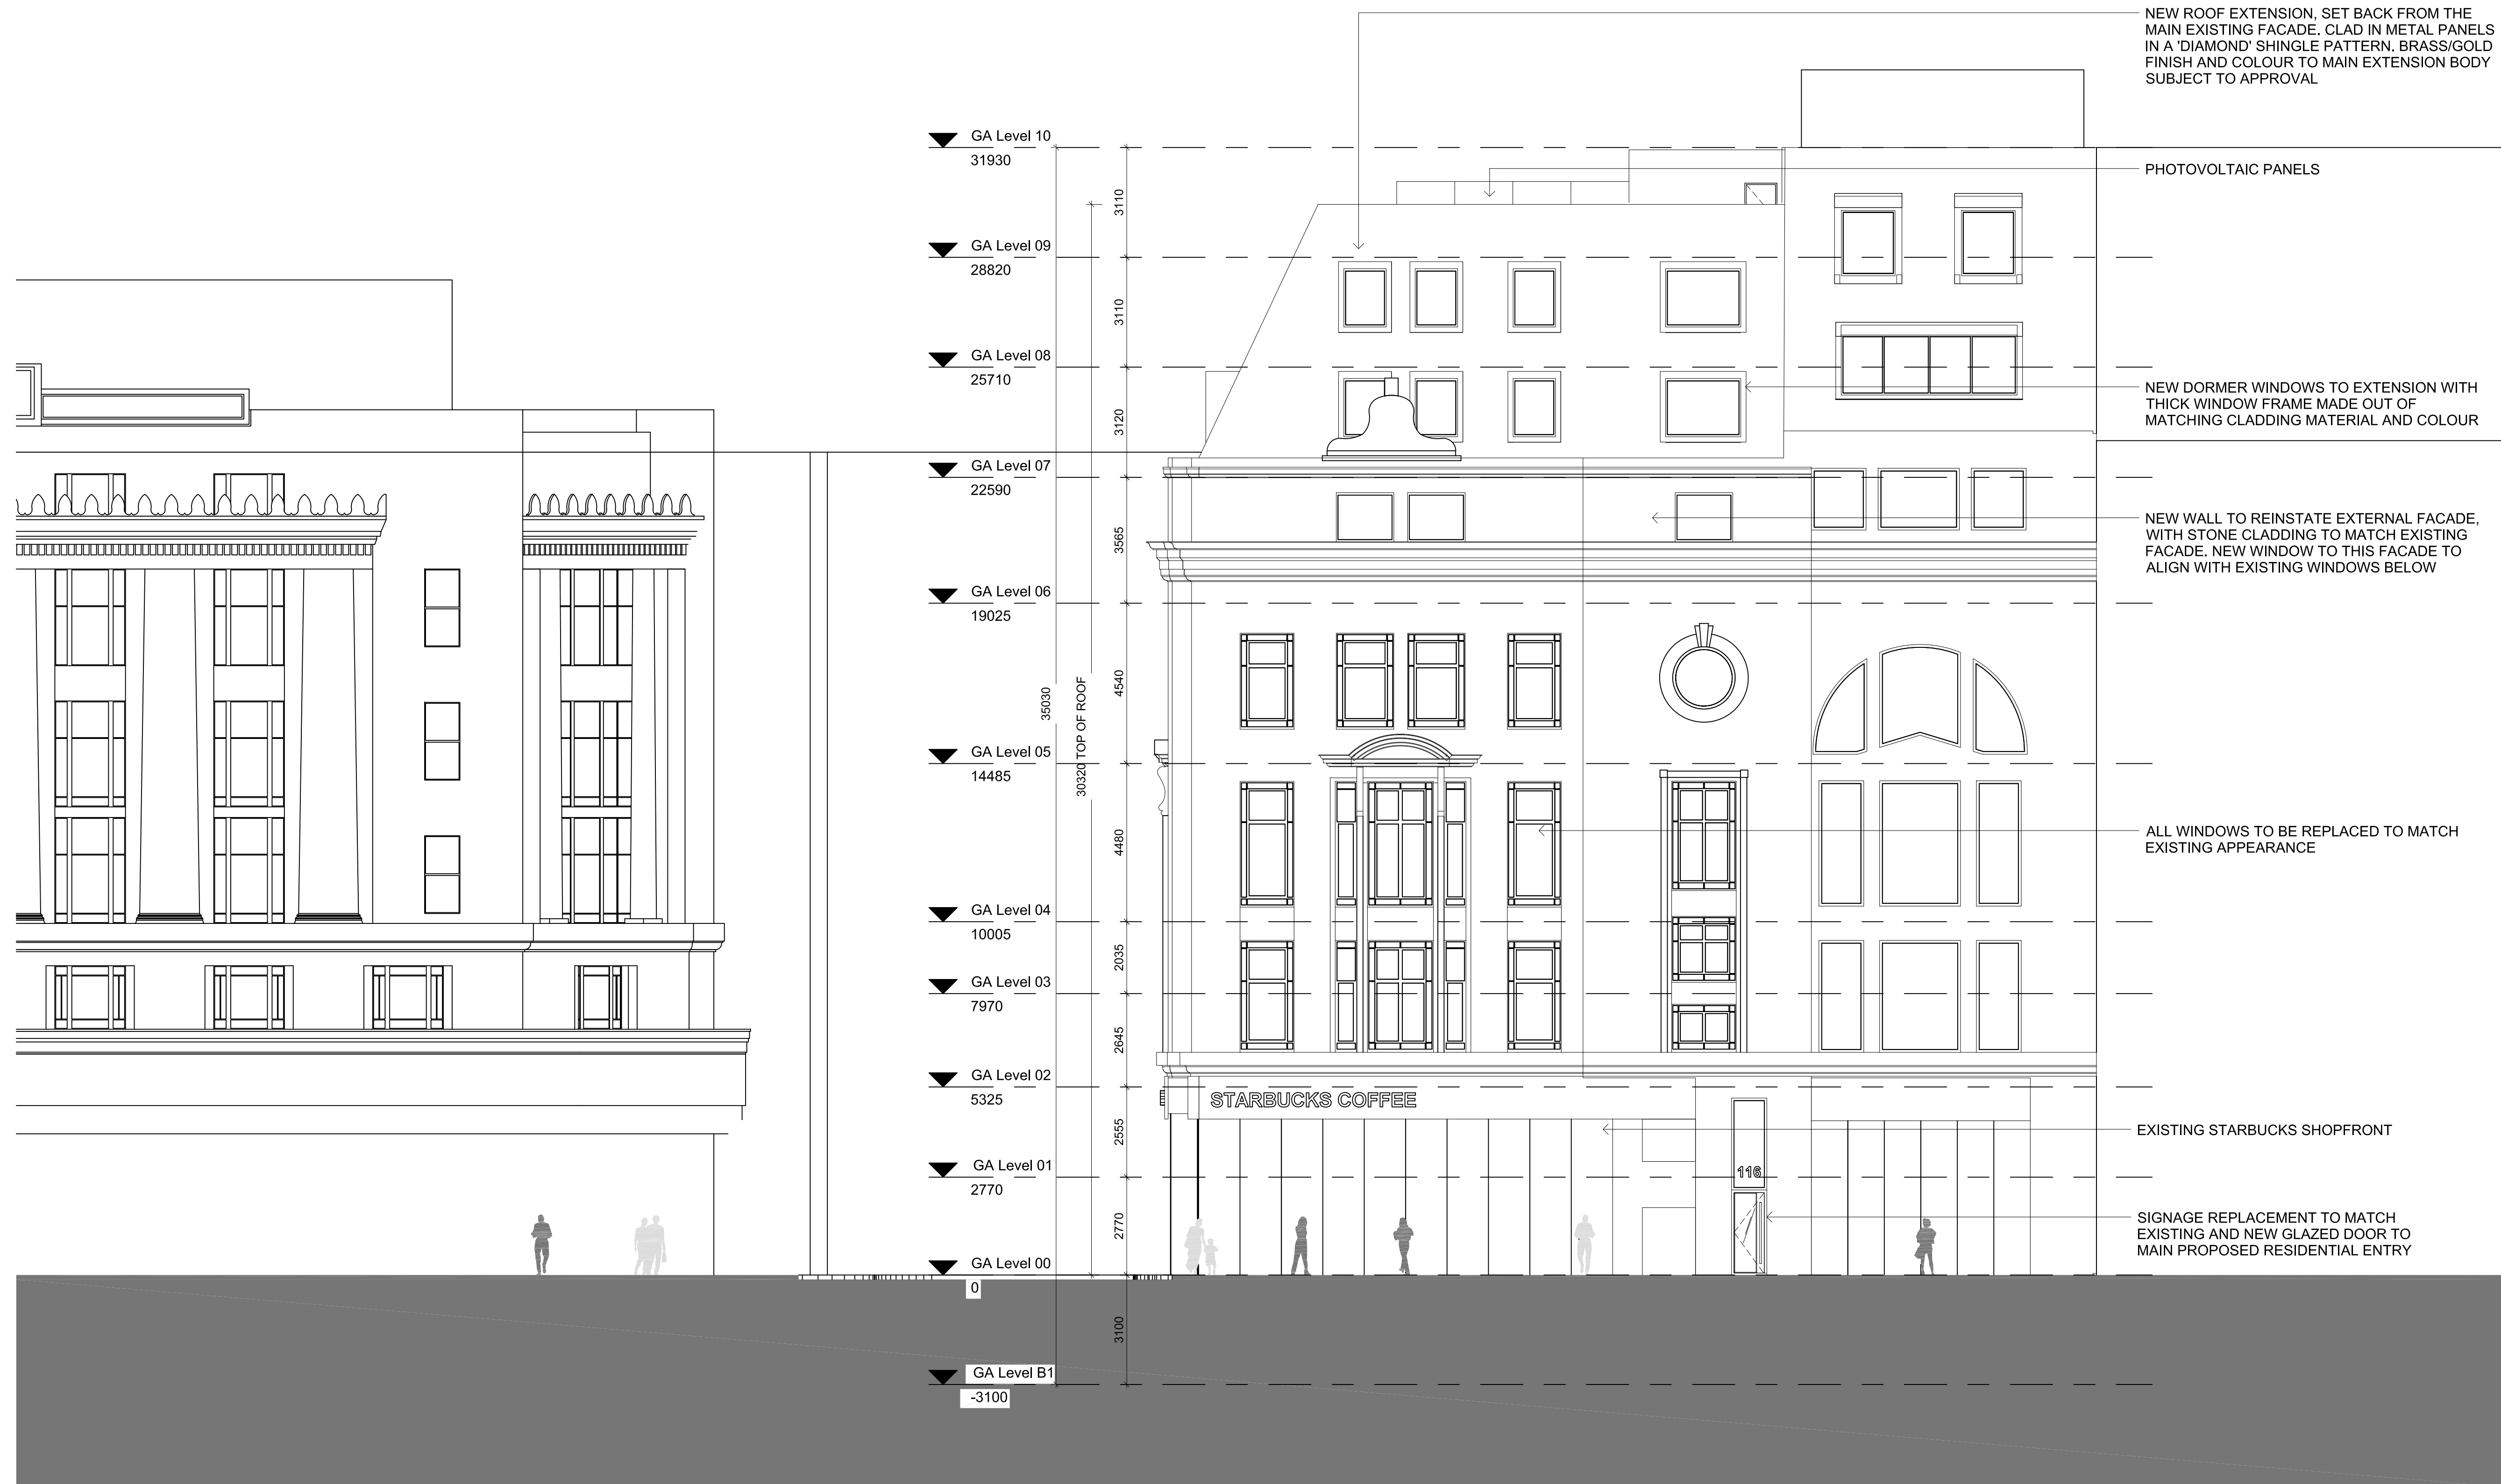 NEW ROOF EXTENSION, SET BACK FROM THE
MAIN EXISTING FACADE. CLAD IN METAL PANELS
IN A 'DIAMOND' SHINGLE PATTERN. BRASS/GOLD
FINISH AND COLOUR TO MAIN EXTENSION BODY
SUBJECT TO APPROVAL
GA Level 10
31930
PHOTOVOLTAIC PANELS
3110
GA Level 09
28820
3110
GA Level 08
25710
NEW DORMER WINDOWS TO EXTENSION WITH
THICK WINDOW FRAME MADE OUT OF
MATCHING CLADDING MATERIAL AND COLOUR
3120
GA Level 07
22590
NEW WALL TO REINSTATE EXTERNAL FACADE,
WITH STONE CLADDING TO MATCH EXISTING
FACADE. NEW WINDOW TO THIS FACADE TO
ALIGN WITH EXISTING WINDOWS BELOW
3565
GA Level 06
19025
4540
35030
30320 TOP OF ROOF
GA Level 05
14485
4480
ALL WINDOWS TO BE REPLACED TO MATCH
EXISTING APPEARANCE
GA Level 04
10005
2035
GA Level 03
7970
2645
GA Level 02
5325
STARBUCKS COFFEE
2555
EXISTING STARBUCKS SHOPFRONT
GA Level 01
2770
116
2770
SIGNAGE REPLACEMENT TO MATCH
EXISTING AND NEW GLAZED DOOR TO
MAIN PROPOSED RESIDENTIAL ENTRY
GA Level 00
0
3100
GA Level B1
-3100